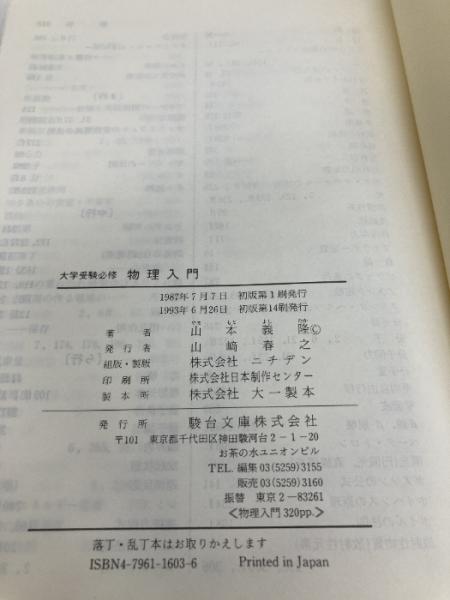 大学受験必修 物理入門
1987年7月7日 初版第1刷発行
1993年6月26日 初版第14刷発行
著者 山本義隆©
発行者 山﨑春之
組版・製版 株式会社 ニチデン
印刷所 株式会社日本制作センター
製本所 株式会社 大一製本
発行所 駿台文庫株式会社
〒101 東京都千代田区神田駿河台2-1-20
お茶の水ユニオンビル
TEL. 編集 03(5259)3155
販売 03(5259)3160
振替 東京 2-83261
〈物理入門320pp.〉
落丁・乱丁本はお取りかえします
ISBN4-7961-1603-6 Printed in Japan